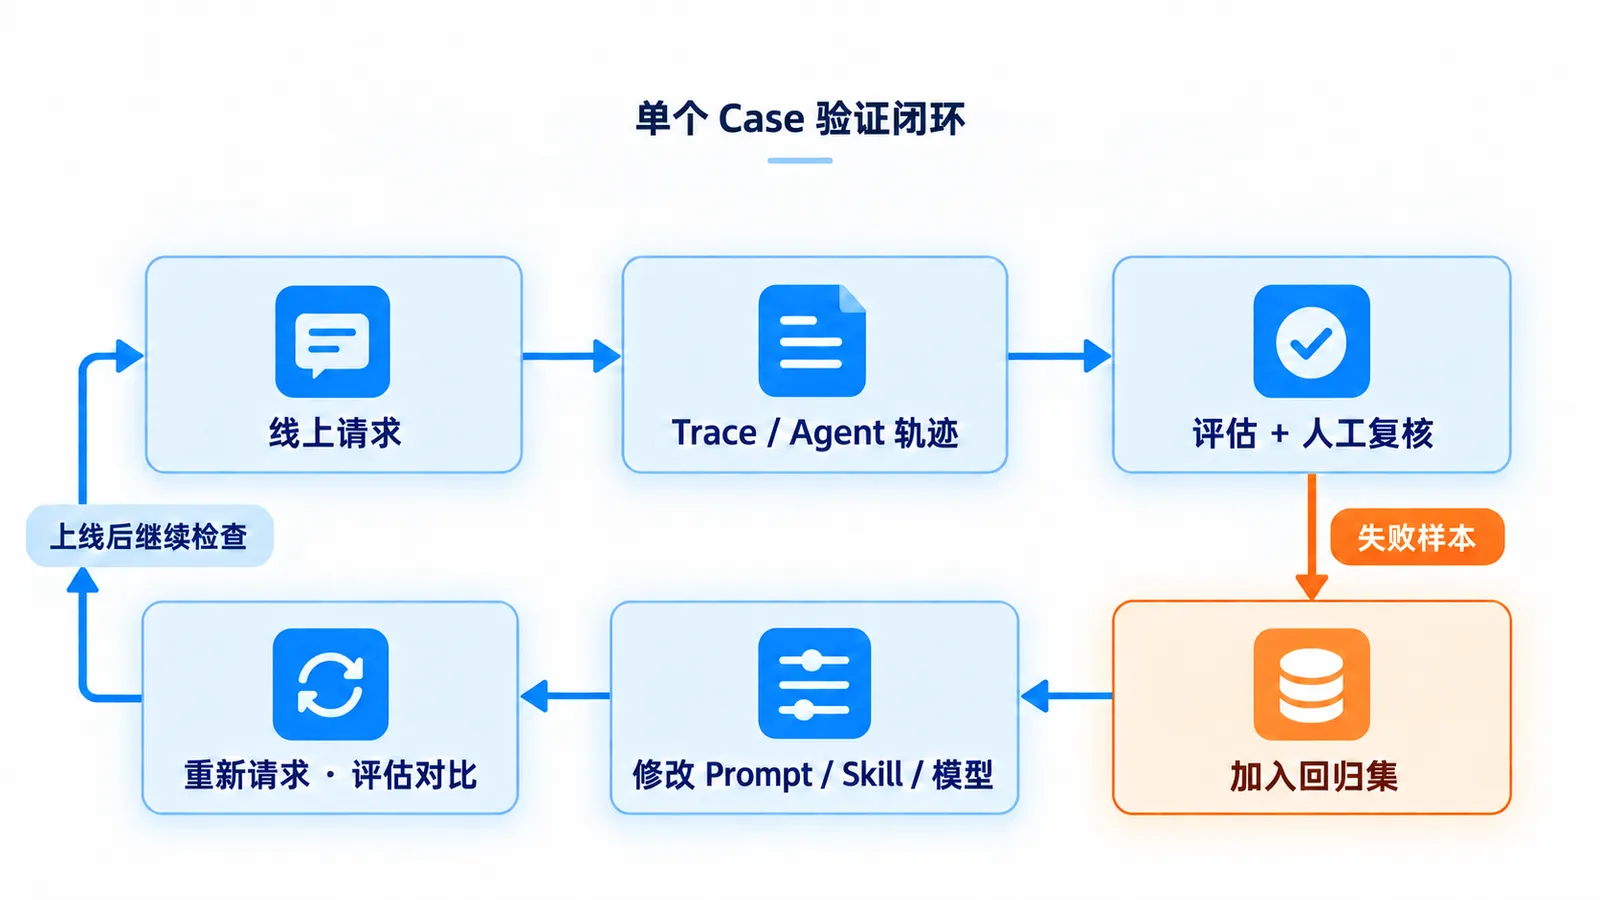 单个 Case 验证闭环
线上请求
Trace / Agent 轨迹
评估 + 人工复核
上线后继续检查
失败样本
重新请求 · 评估对比
修改 Prompt / Skill / 模型
加入回归集